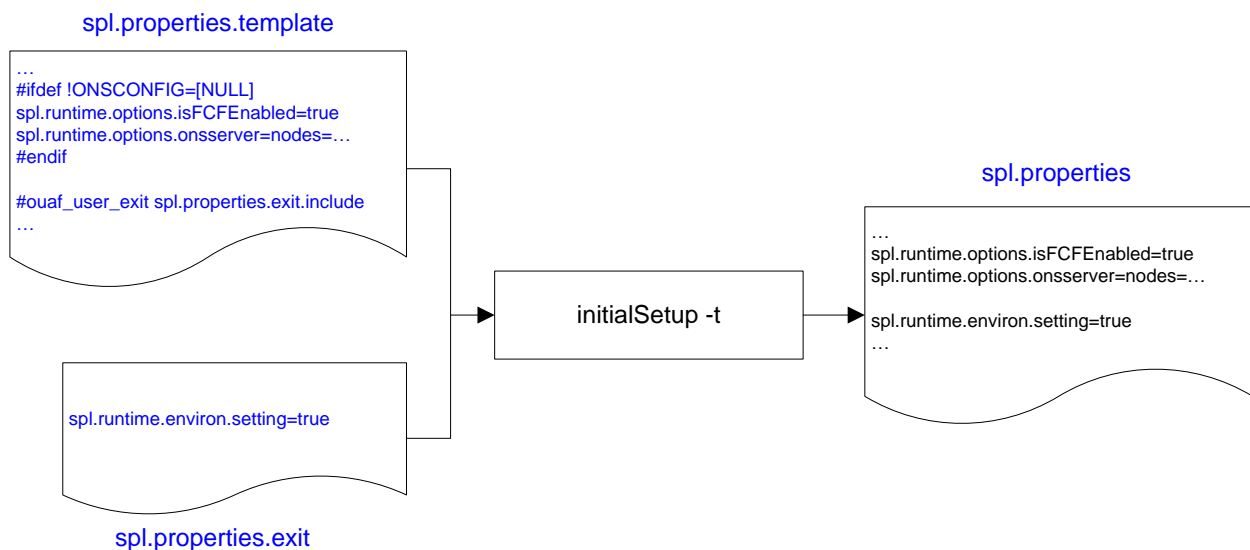 spl.properties.template
…
#ifdef !ONSCONFIG=[NULL]
spl.runtime.options.isFCFEnabled=true
spl.runtime.options.onsserver=nodes=…
#endif
#ouaf_user_exit spl.properties.exit.include
…
spl.runtime.environ.setting=true
spl.properties.exit
initialSetup -t
spl.properties
…
spl.runtime.options.isFCFEnabled=true
spl.runtime.options.onsserver=nodes=…
spl.runtime.environ.setting=true
…